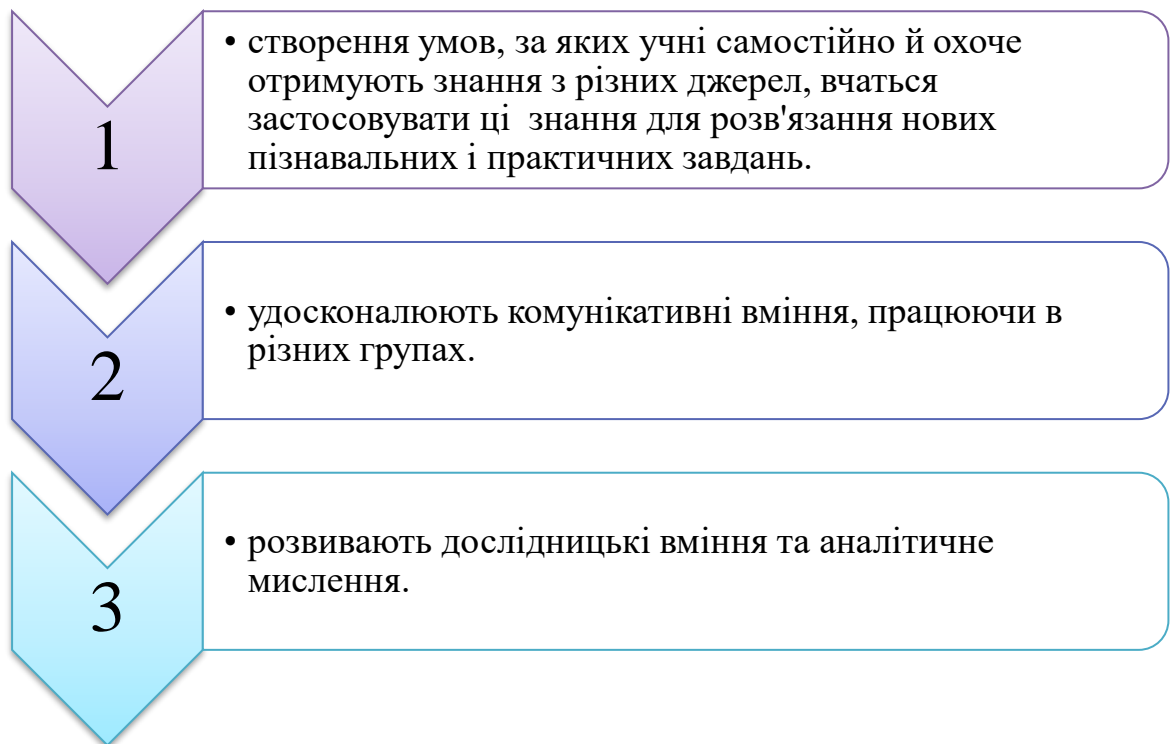 1
• створення умов, за яких учні самостійно й охоче
отримують знання з різних джерел, вчаться
застосовувати ці  знання для розв'язання нових
пізнавальних і практичних завдань.
2
• удосконалюють комунікативні вміння, працюючи в
різних групах.
3
• розвивають дослідницькі вміння та аналітичне
мислення.